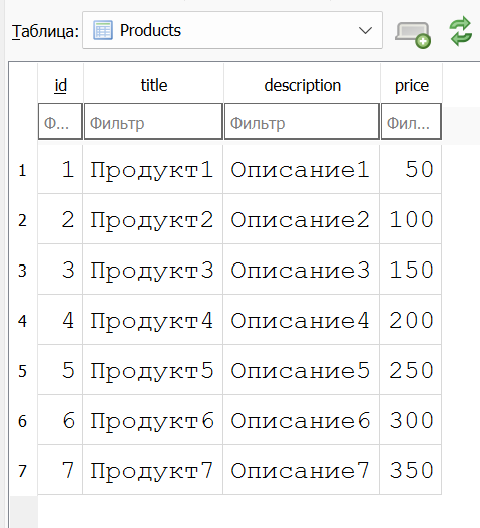 Таблица: Products
id title description price
Ф... Фильтр Фильтр Фил...
1 1 Продукт1 Описание1 50
2 2 Продукт2 Описание2 100
3 3 Продукт3 Описание3 150
4 4 Продукт4 Описание4 200
5 5 Продукт5 Описание5 250
6 6 Продукт6 Описание6 300
7 7 Продукт7 Описание7 350